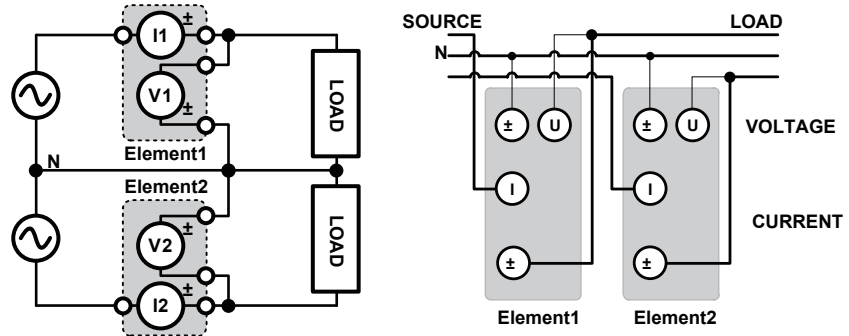 I1
±
V1
±
Element1
LOAD
N
Element2
±
V2
±
I2
LOAD
SOURCE
LOAD
N
±
U
±
U
VOLTAGE
I
I
CURRENT
±
±
Element1
Element2